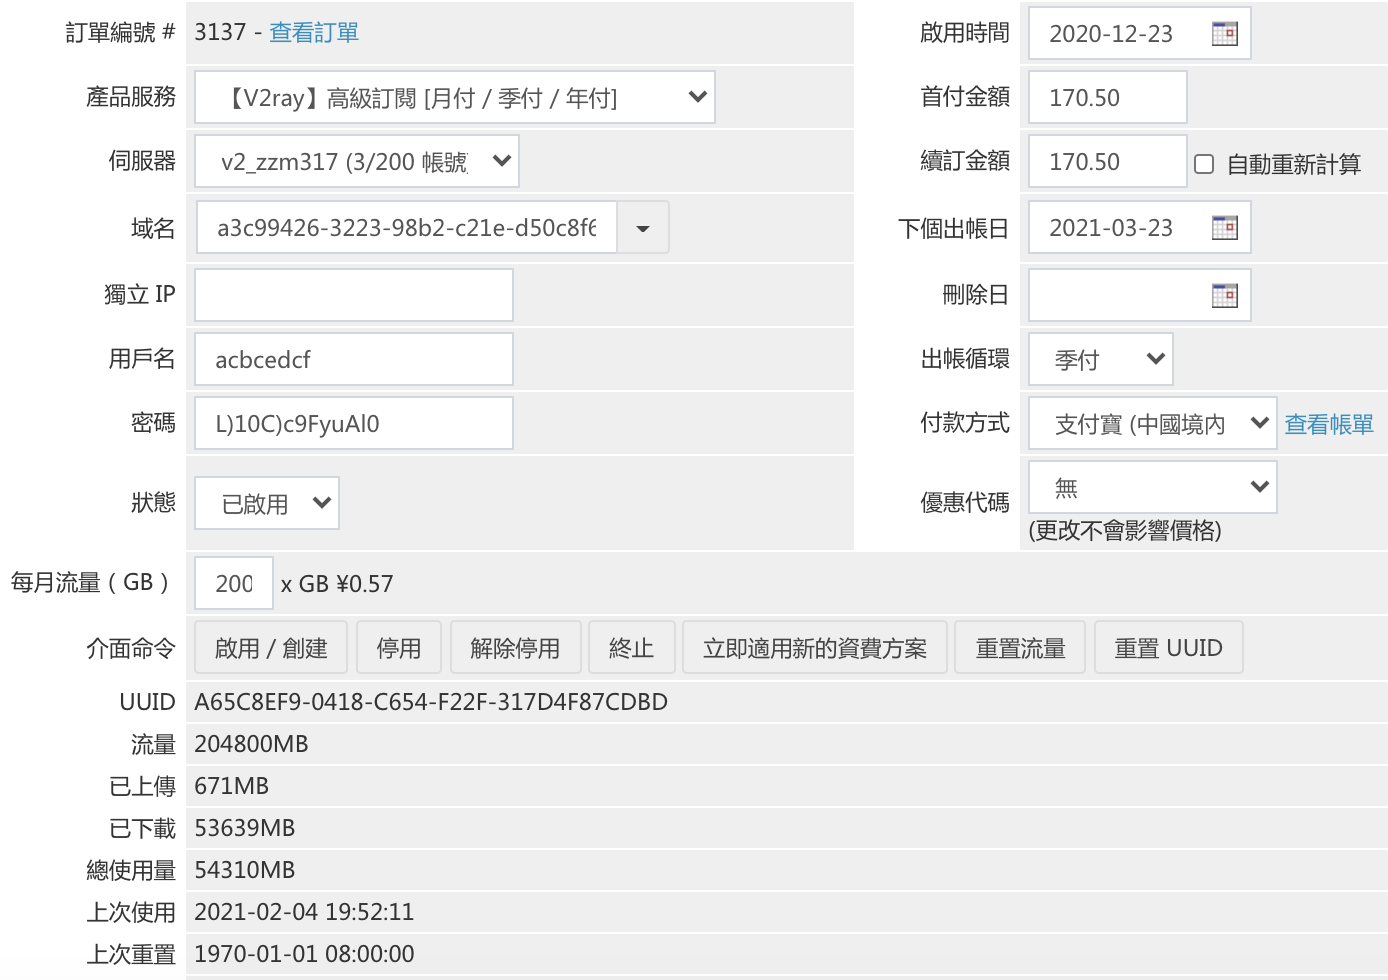 訂單編號 # 3137 - 查看訂單 啟用時間 2020-12-23
產品服務 【V2ray】高級訂閱 [月付 / 季付 / 年付] 首付金額 170.50
伺服器 v2_zzm317 (3/200 帳號) 續訂金額 170.50 自動重新計算
域名 a3c99426-3223-98b2-c21e-d50c8f6 下個出帳日 2021-03-23
獨立 IP 刪除日
用戶名 acbcedcf 出帳循環 季付
密碼 L)10C)c9FyuAl0 付款方式 支付寶 (中國境內 查看帳單
狀態 已啟用 優惠代碼 無
(更改不會影響價格)
每月流量 ( GB ) 200 x GB ¥0.57
介面命令 啟用 / 創建 停用 解除停用 終止 立即適用新的資費方案 重置流量 重置 UUID
UUID A65C8EF9-0418-C654-F22F-317D4F87CDBD
流量 204800MB
已上傳 671MB
已下載 53639MB
總使用量 54310MB
上次使用 2021-02-04 19:52:11
上次重置 1970-01-01 08:00:00